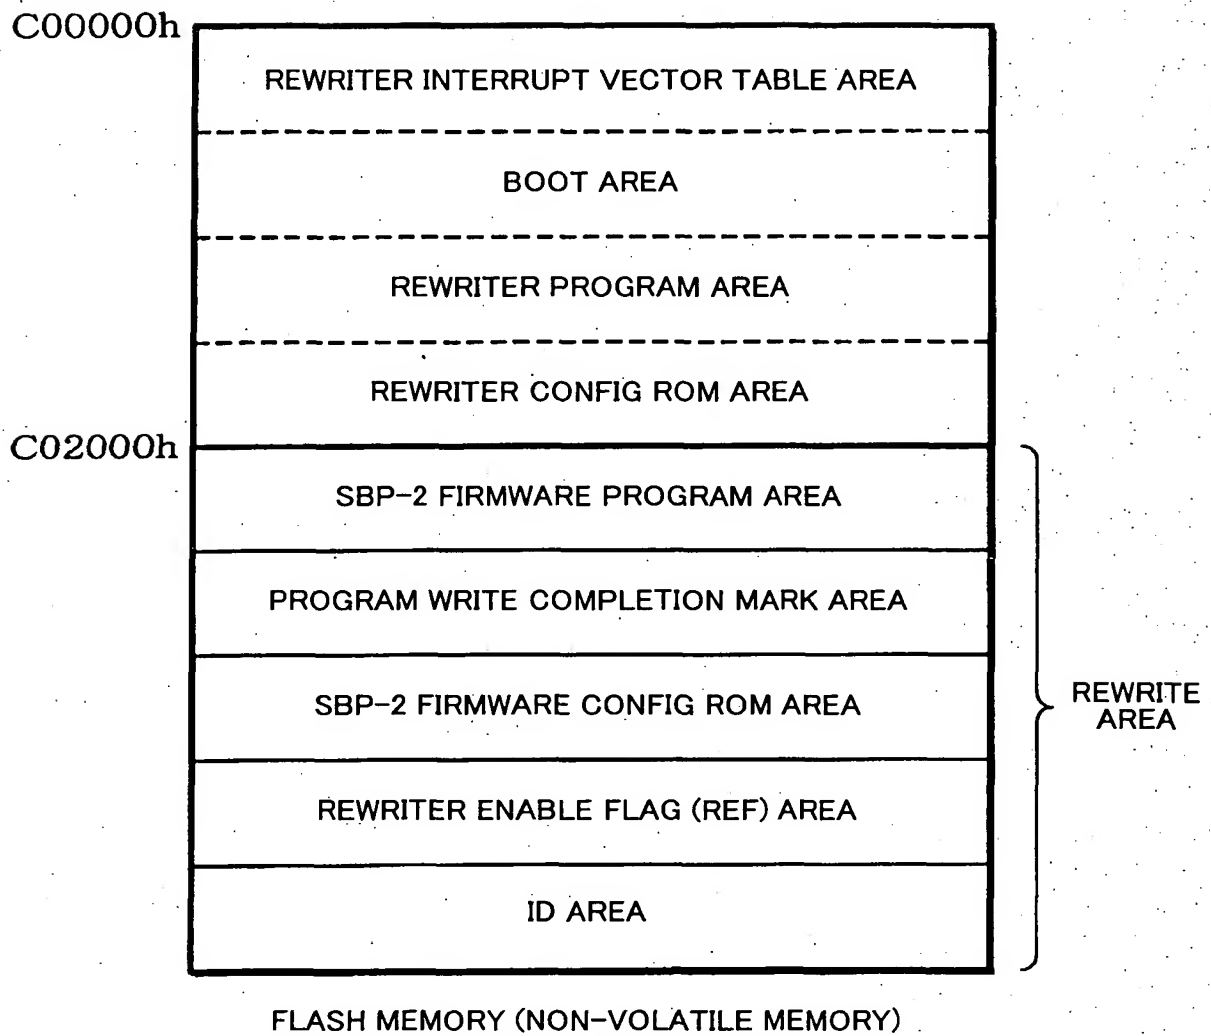 C00000h
REWRITER INTERRUPT VECTOR TABLE AREA
BOOT AREA
REWRITER PROGRAM AREA
REWRITER CONFIG ROM AREA
C02000h
SBP-2 FIRMWARE PROGRAM AREA
PROGRAM WRITE COMPLETION MARK AREA
SBP-2 FIRMWARE CONFIG ROM AREA
REWRITE
AREA
REWRITER ENABLE FLAG (REF) AREA
ID AREA
FLASH MEMORY (NON-VOLATILE MEMORY)